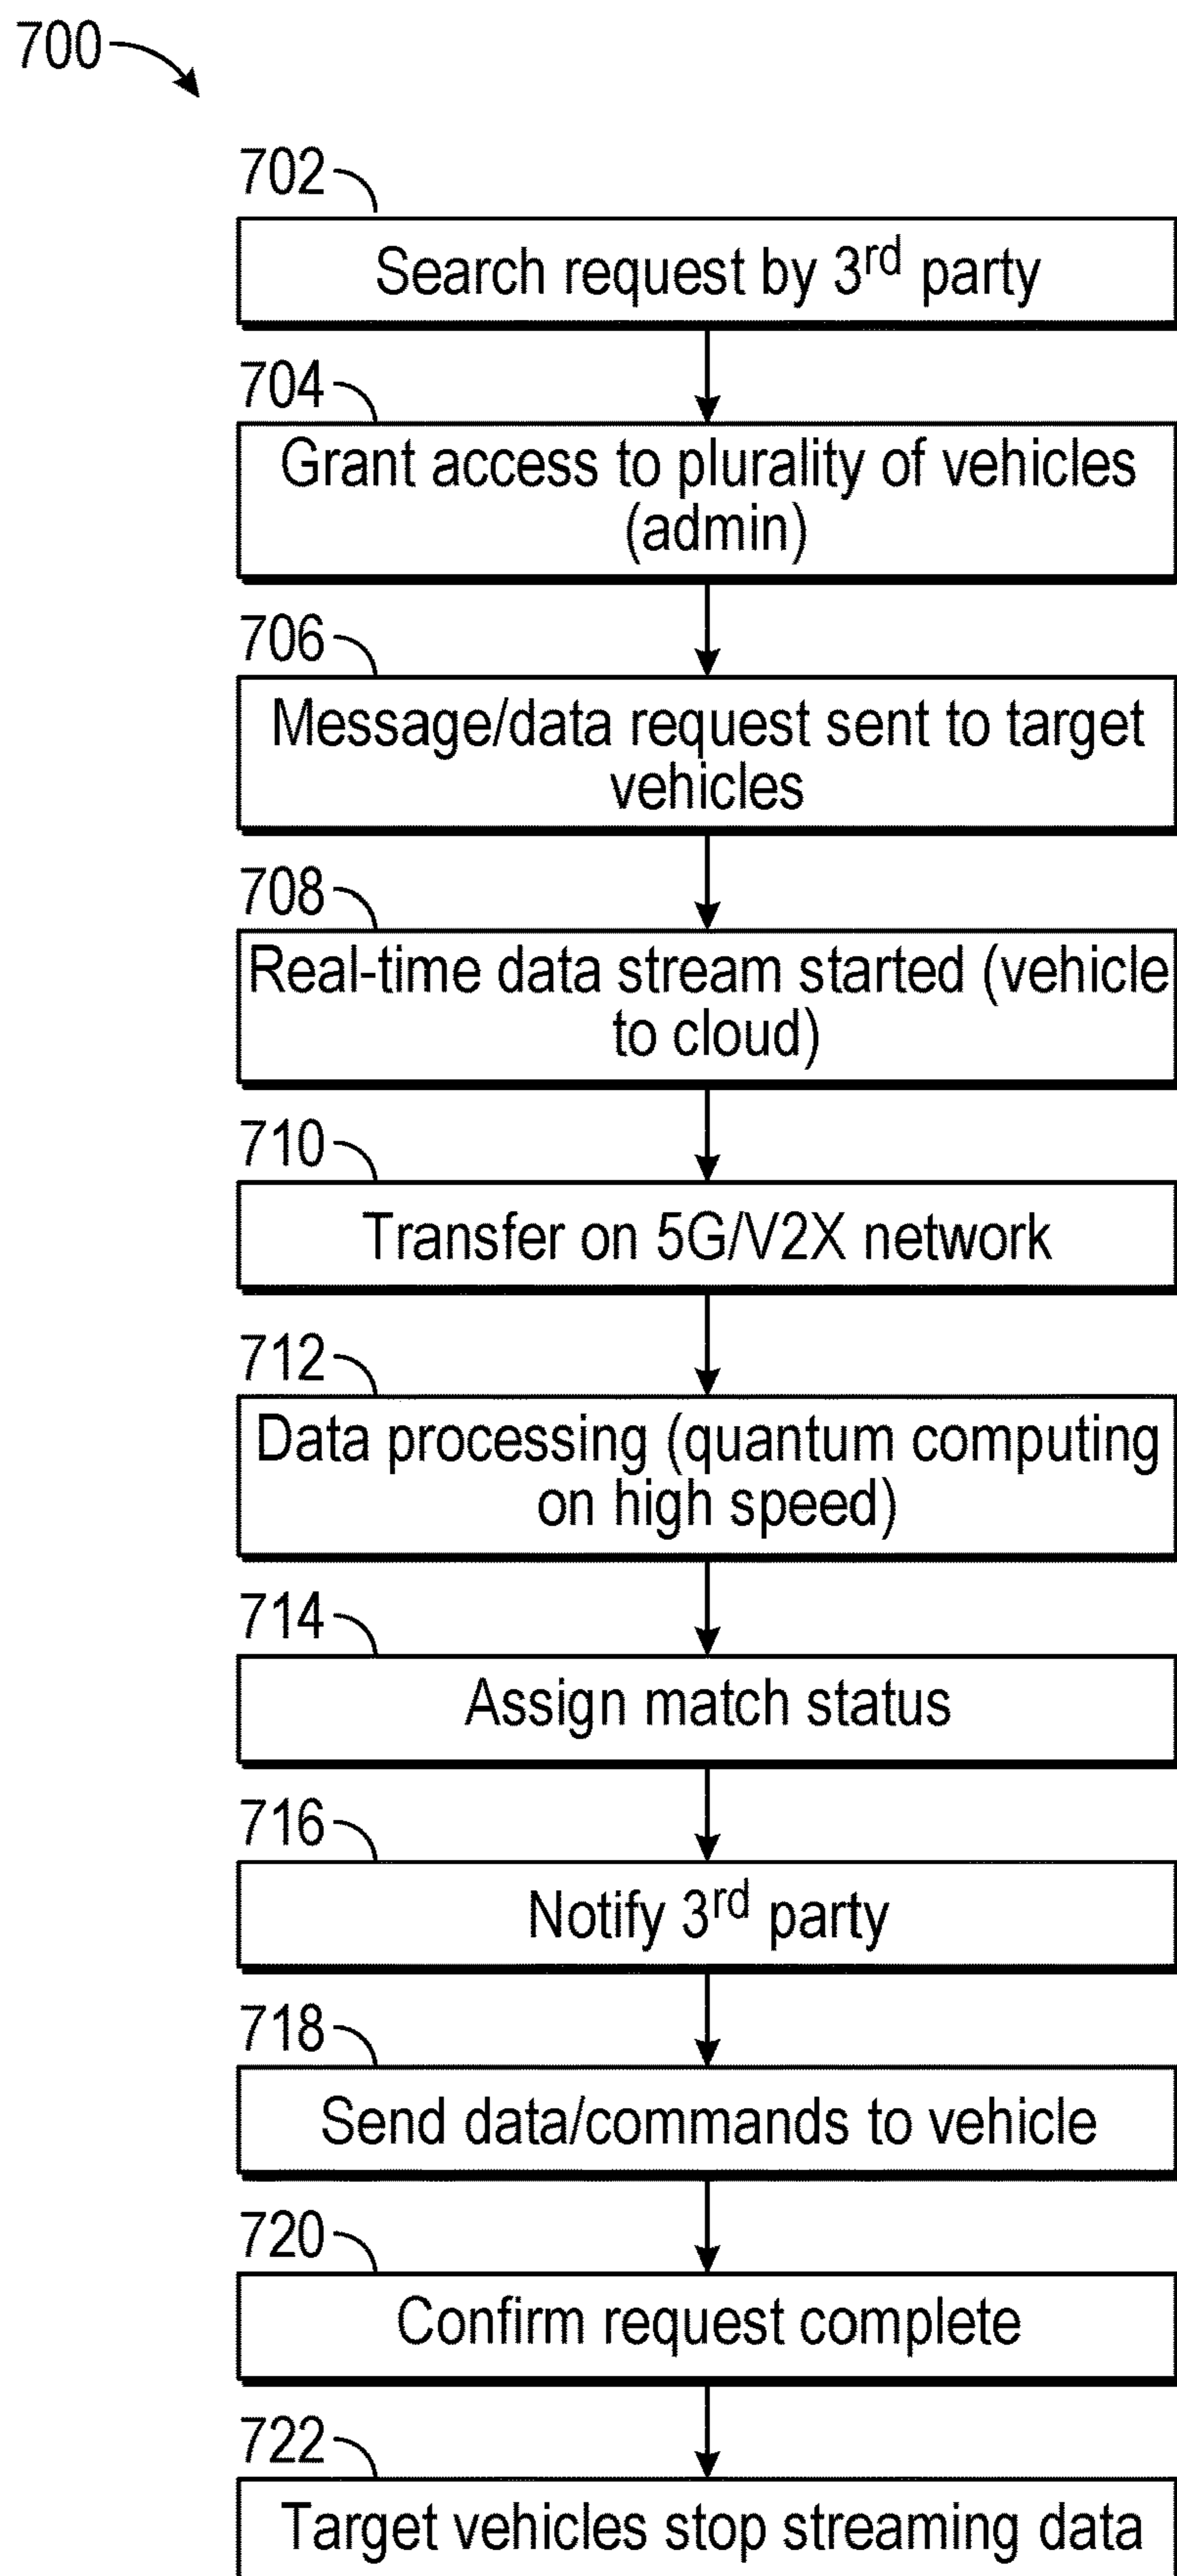 700
702
Search request by 3rd party
704
Grant access to plurality of vehicles
(admin)
706
Message/data request sent to target
vehicles
708
Real-time data stream started (vehicle
to cloud)
710
Transfer on 5G/V2X network
712
Data processing (quantum computing
on high speed)
714
Assign match status
716
Notify 3rd party
718
Send data/commands to vehicle
720
Confirm request complete
722
Target vehicles stop streaming data